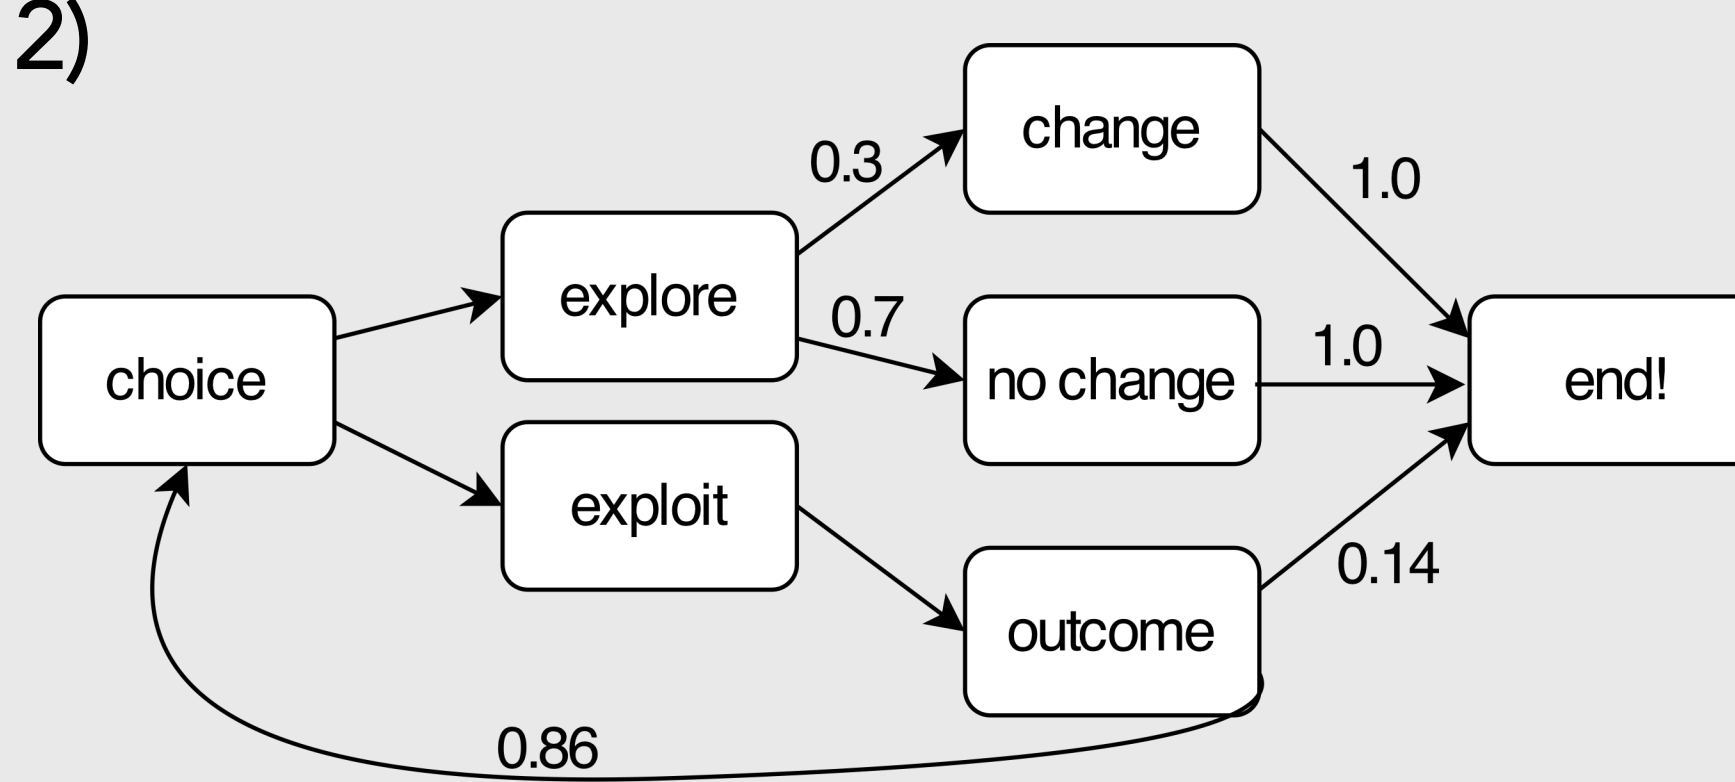 2)
change
0.3
1.0
explore
0.7
1.0
choice
no change
end!
exploit
0.14
outcome
0.86